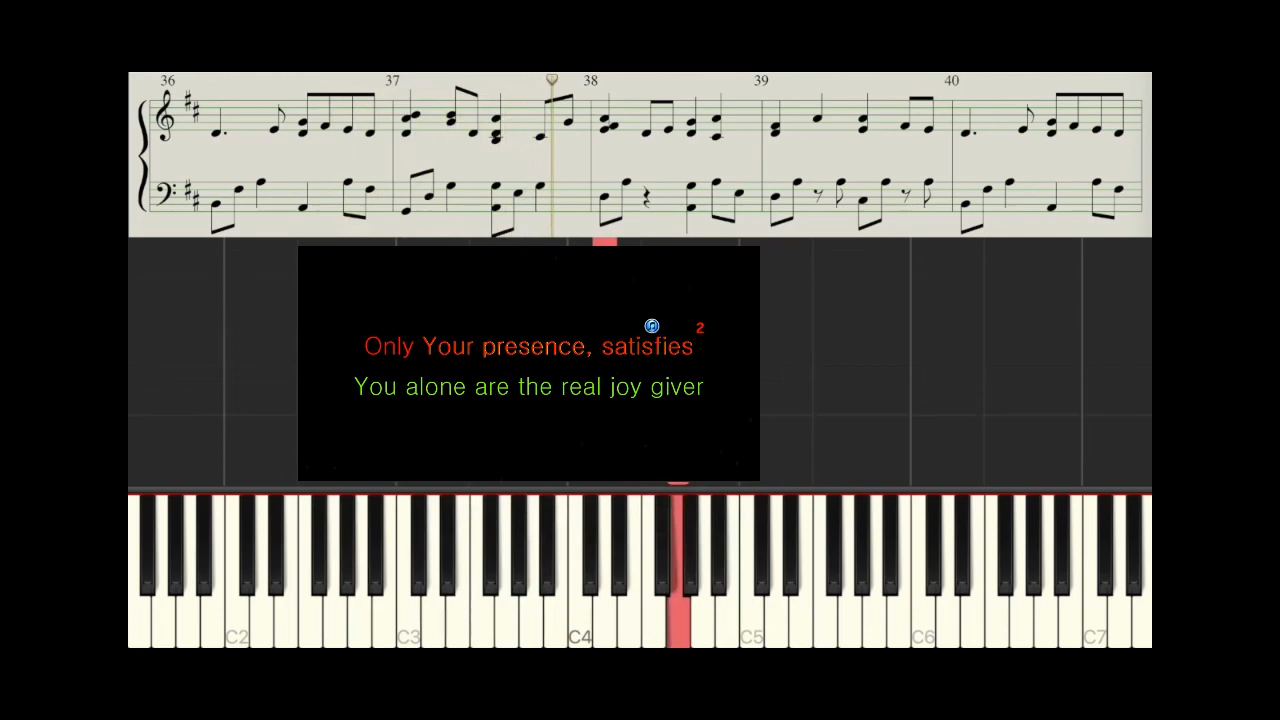 36 37 38 39 40
2
Only Your presence, satisfies
You alone are the real joy giver
C2 C3 C4 C5 C6 C7